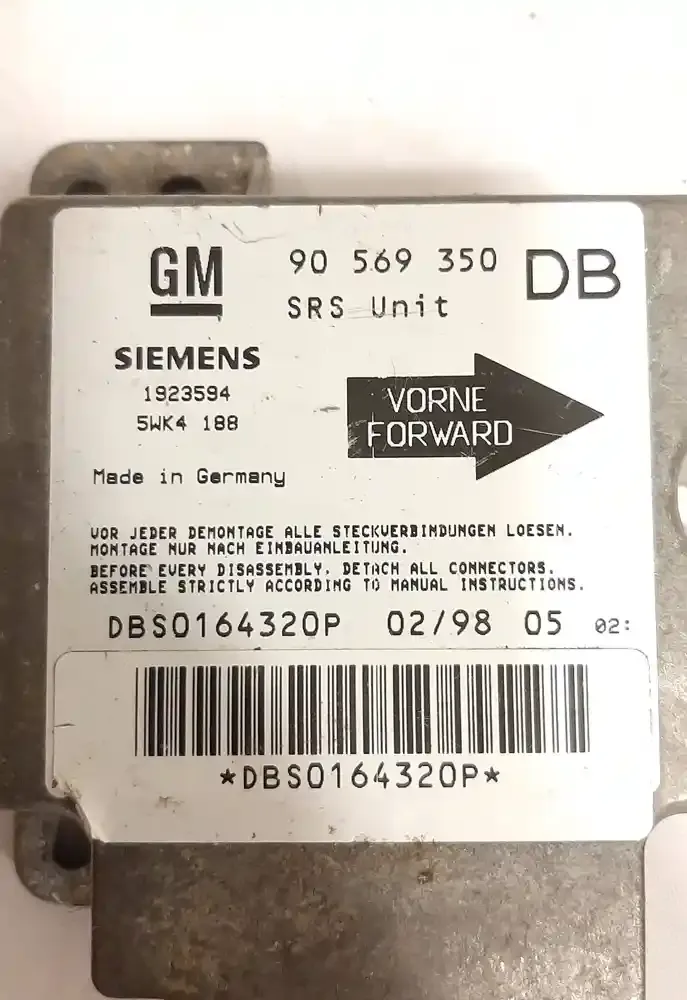 GM 90 569 350 DB
SRS Unit
SIEMENS
1923594
5WK4 188
VORNE
FORWARD
Made in Germany
VOR JEDER DEMONTAGE ALLE STECKVERBINDUNGEN LOESEN.
MONTAGE NUR NACH EINBAUANLEITUNG.
BEFORE EVERY DISASSEMBLY, DETACH ALL CONNECTORS.
ASSEMBLE STRICTLY ACCORDING TO MANUAL INSTRUCTIONS.
DBS0164320P 02/98 05 02:
*DBS0164320P*